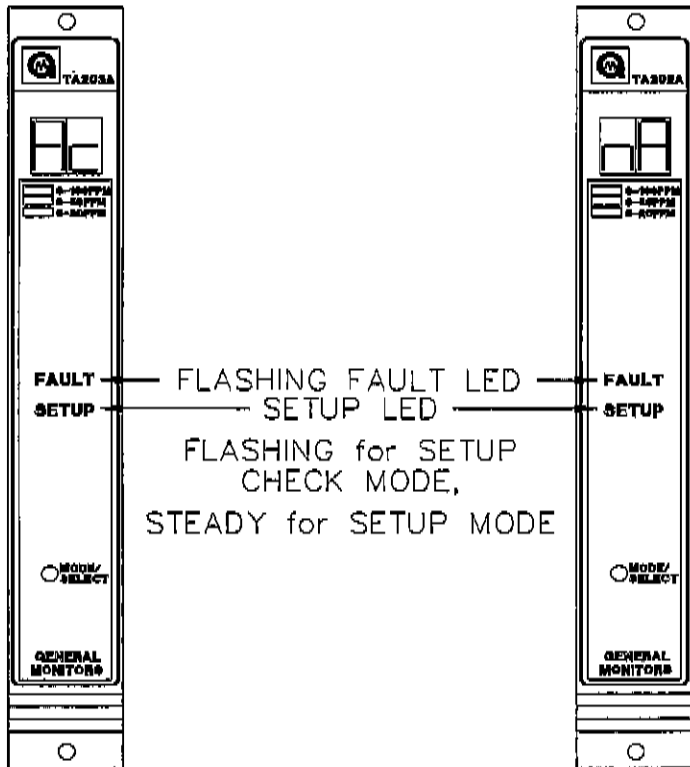 TA202A
Ac
0-100PPM
0-50PPM
0-20PPM
FAULT
SETUP
MODE/
SELECT
GENERAL
MONITORS
FLASHING FAULT LED
SETUP LED
FLASHING for SETUP
CHECK MODE,
STEADY for SETUP MODE
TA202A
nA
0-100PPM
0-50PPM
0-20PPM
FAULT
SETUP
MODE/
SELECT
GENERAL
MONITORS